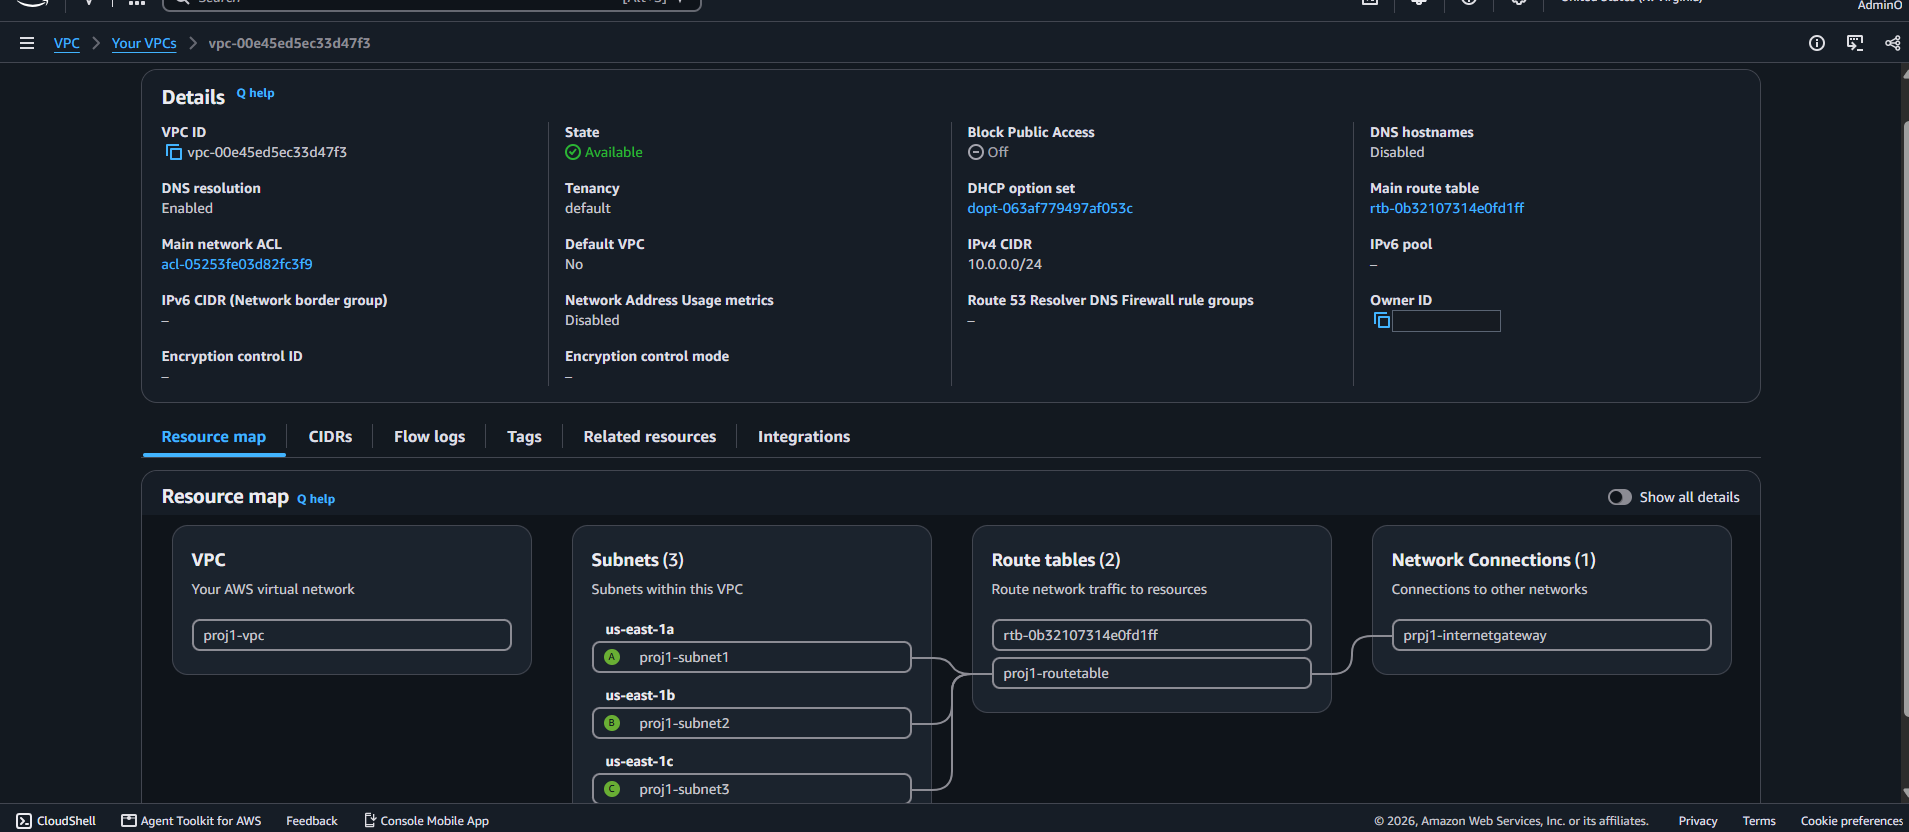 AdminO
VPC > Your VPCs > vpc-00e45ed5ec33d47f3
Details Q help
VPC ID
vpc-00e45ed5ec33d47f3
State
Available
Block Public Access
Off
DNS hostnames
Disabled
DNS resolution
Enabled
Tenancy
default
DHCP option set
dopt-063af779497af053c
Main route table
rtb-0b32107314e0fd1ff
Main network ACL
acl-05253fe03d82fc3f9
Default VPC
No
IPv4 CIDR
10.0.0.0/24
IPv6 pool
–
IPv6 CIDR (Network border group)
–
Network Address Usage metrics
Disabled
Route 53 Resolver DNS Firewall rule groups
–
Owner ID
Encryption control ID
–
Encryption control mode
–
Resource map CIDRs Flow logs Tags Related resources Integrations
Resource map Q help
Show all details
VPC
Your AWS virtual network
proj1-vpc
Subnets (3)
Subnets within this VPC
us-east-1a
A proj1-subnet1
us-east-1b
B proj1-subnet2
us-east-1c
C proj1-subnet3
Route tables (2)
Route network traffic to resources
rtb-0b32107314e0fd1ff
proj1-routetable
Network Connections (1)
Connections to other networks
prpj1-internetgateway
CloudShell Agent Toolkit for AWS Feedback Console Mobile App
© 2026, Amazon Web Services, Inc. or its affiliates. Privacy Terms Cookie preferences